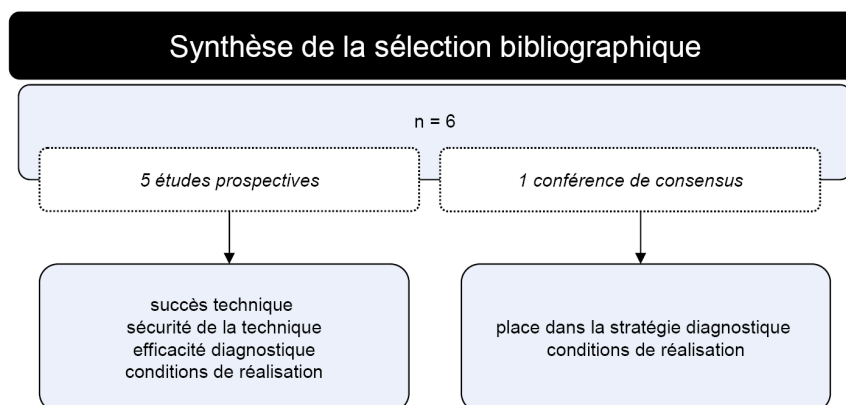 Synthèse de la sélection bibliographique
n = 6
5 études prospectives
1 conférence de consensus
succès technique
sécurité de la technique
efficacité diagnostique
conditions de réalisation
place dans la stratégie diagnostique
conditions de réalisation